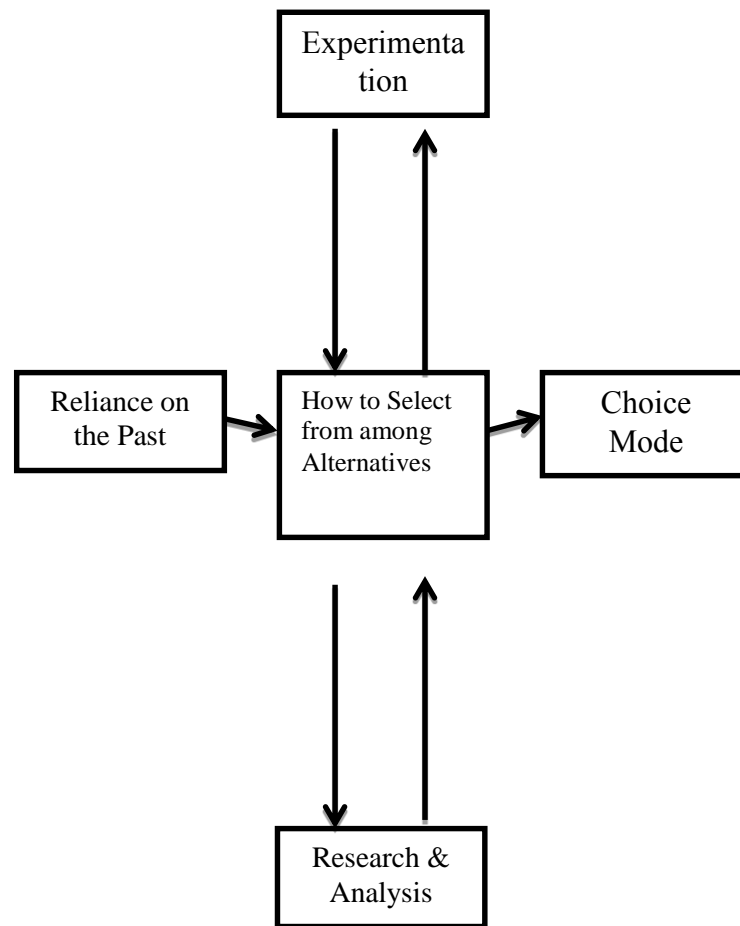 Experimenta
tion
Reliance on
the Past
How to Select
from among
Alternatives
Choice
Mode
Research &
Analysis